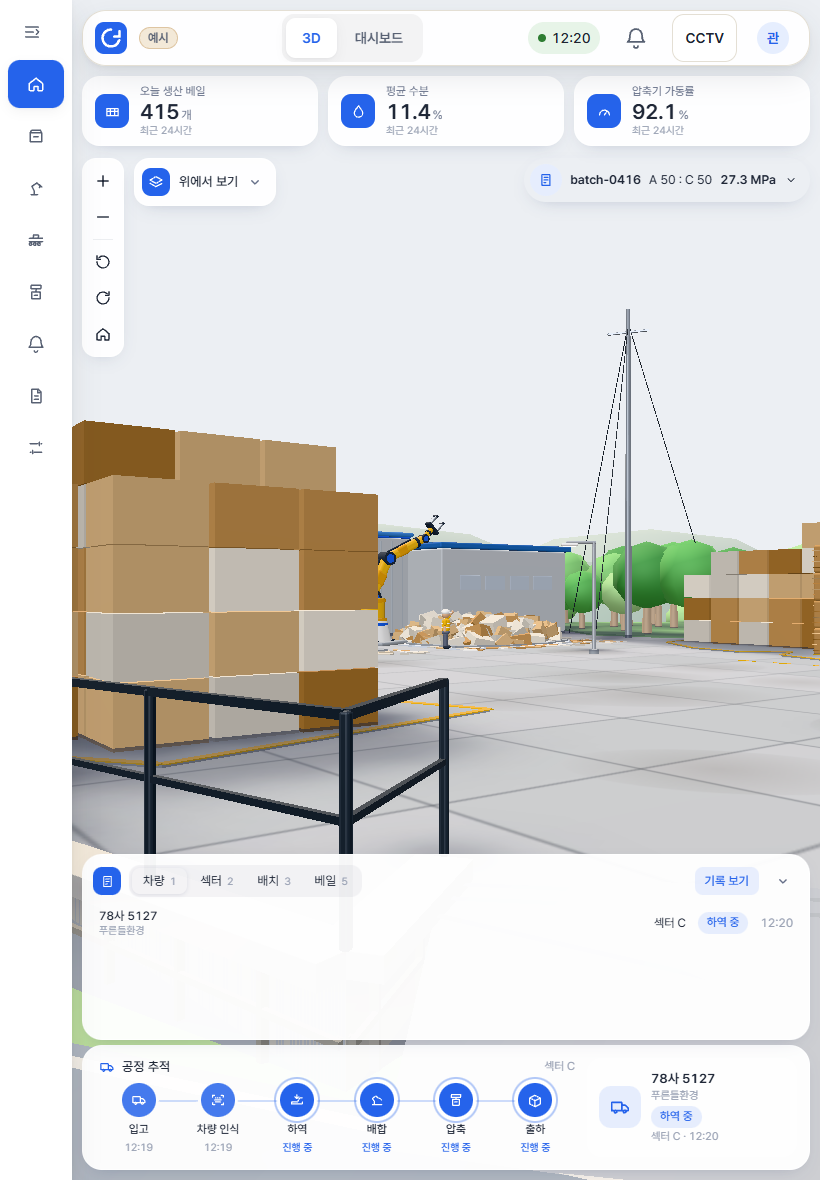 예시
3D
대시보드
12:20
CCTV
관
오늘 생산 베일
415개
최근 24시간
평균 수분
11.4%
최근 24시간
압축기 가동률
92.1%
최근 24시간
위에서 보기
batch-0416 A 50 : C 50 27.3 MPa
차량 1
섹터 2
배치 3
베일 5
기록 보기
78사 5127
푸른들환경
섹터 C
하역 중
12:20
공정 추적
섹터 C
입고
12:19
차량 인식
12:19
하역
진행 중
배합
진행 중
압축
진행 중
출하
진행 중
78사 5127
푸른들환경
하역 중
섹터 C · 12:20